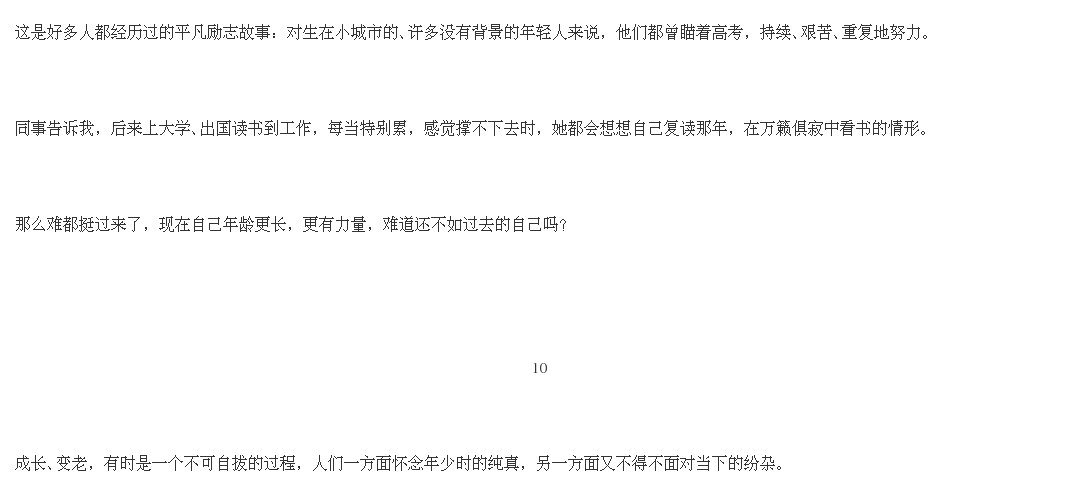 这是好多人都经历过的平凡励志故事：对生在小城市的、许多没有背景的年轻人来说，他们都曾瞄着高考，持续、艰苦、重复地努力。
同事告诉我，后来上大学、出国读书到工作，每当特别累，感觉撑不下去时，她都会想想自己复读那年，在万籁俱寂中看书的情形。
那么难都挺过来了，现在自己年龄更长，更有力量，难道还不如过去的自己吗？
10
成长、变老，有时是一个不可自拔的过程，人们一方面怀念年少时的纯真，另一方面又不得不面对当下的纷杂。